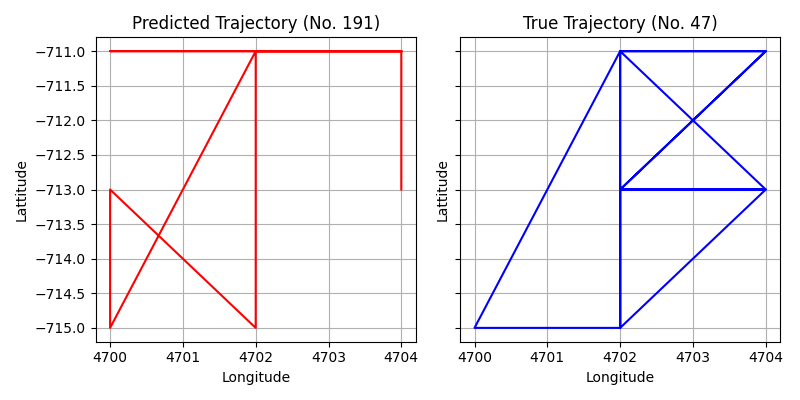 Predicted Trajectory (No. 191)
−711.0
−711.5
−712.0
−712.5
−713.0
−713.5
−714.0
−714.5
−715.0
Lattitude
4700 4701 4702 4703 4704
Longitude
True Trajectory (No. 47)
Lattitude
4700 4701 4702 4703 4704
Longitude